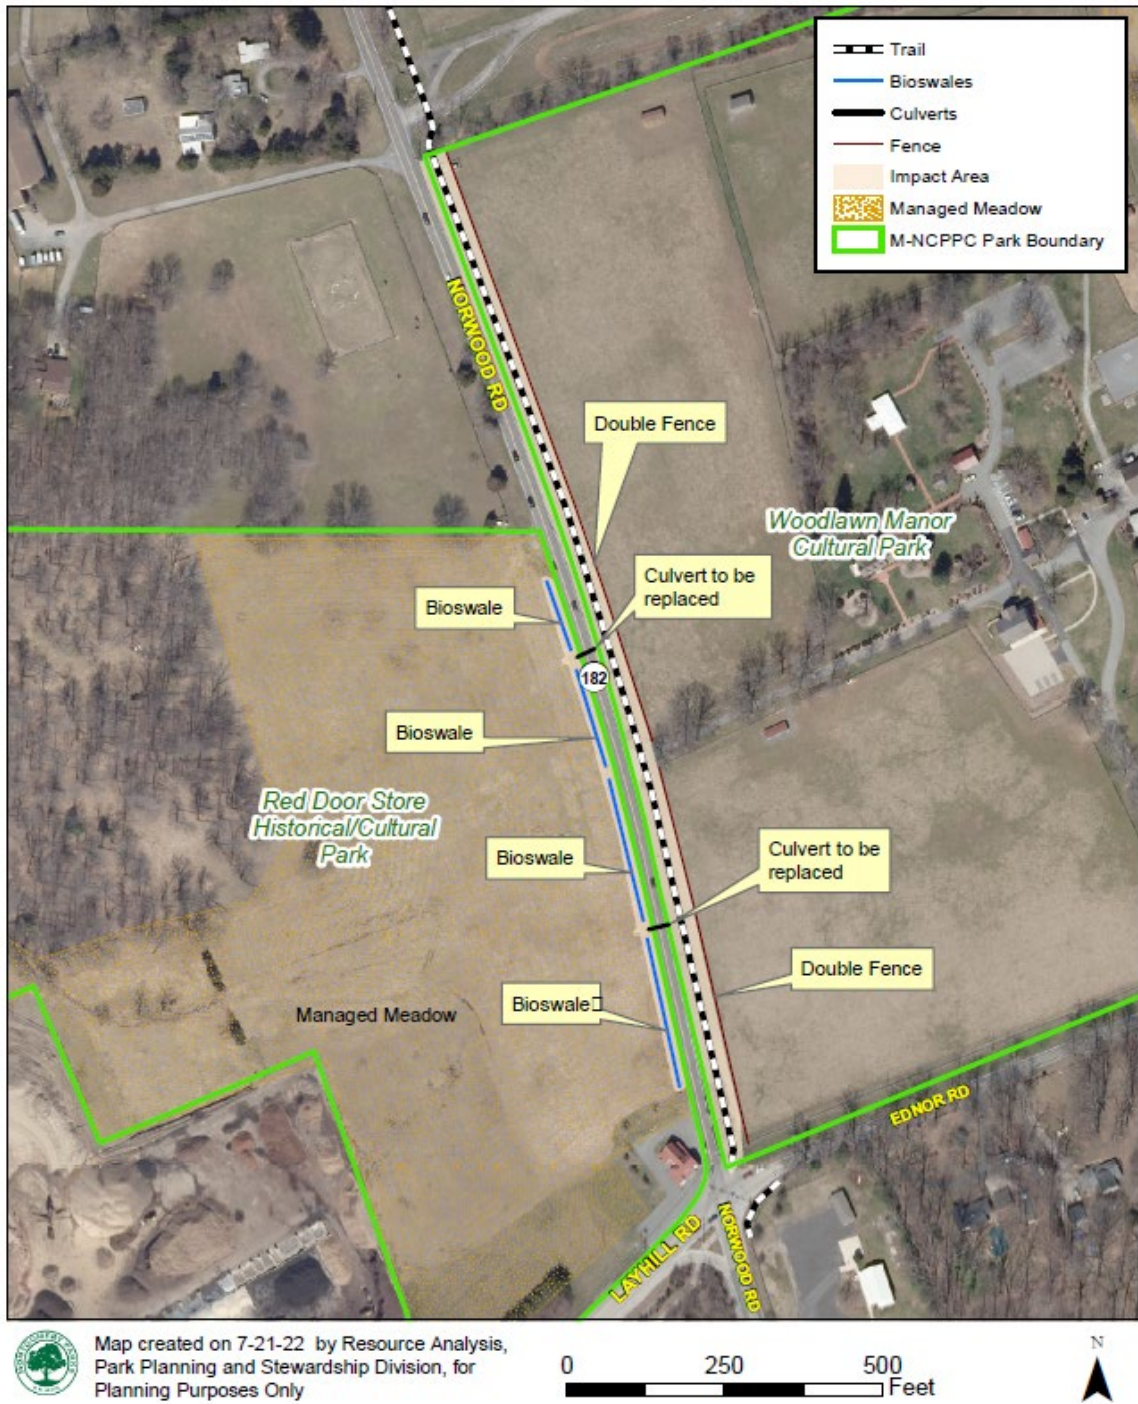 Trail
Bioswales
Culverts
Fence
Impact Area
Managed Meadow
M-NCPPC Park Boundary
NORWOOD RD
Double Fence
Woodlawn Manor
Cultural Park
Culvert to be
replaced
Bioswale
182
Bioswale
Red Door Store
Historical/Cultural
Park
Bioswale
Culvert to be
replaced
Double Fence
Bioswale
Managed Meadow
EDNOR RD
LAYHILL RD
NORWOOD RD
Map created on 7-21-22 by Resource Analysis,
Park Planning and Stewardship Division, for
Planning Purposes Only
0 250 500
Feet
N